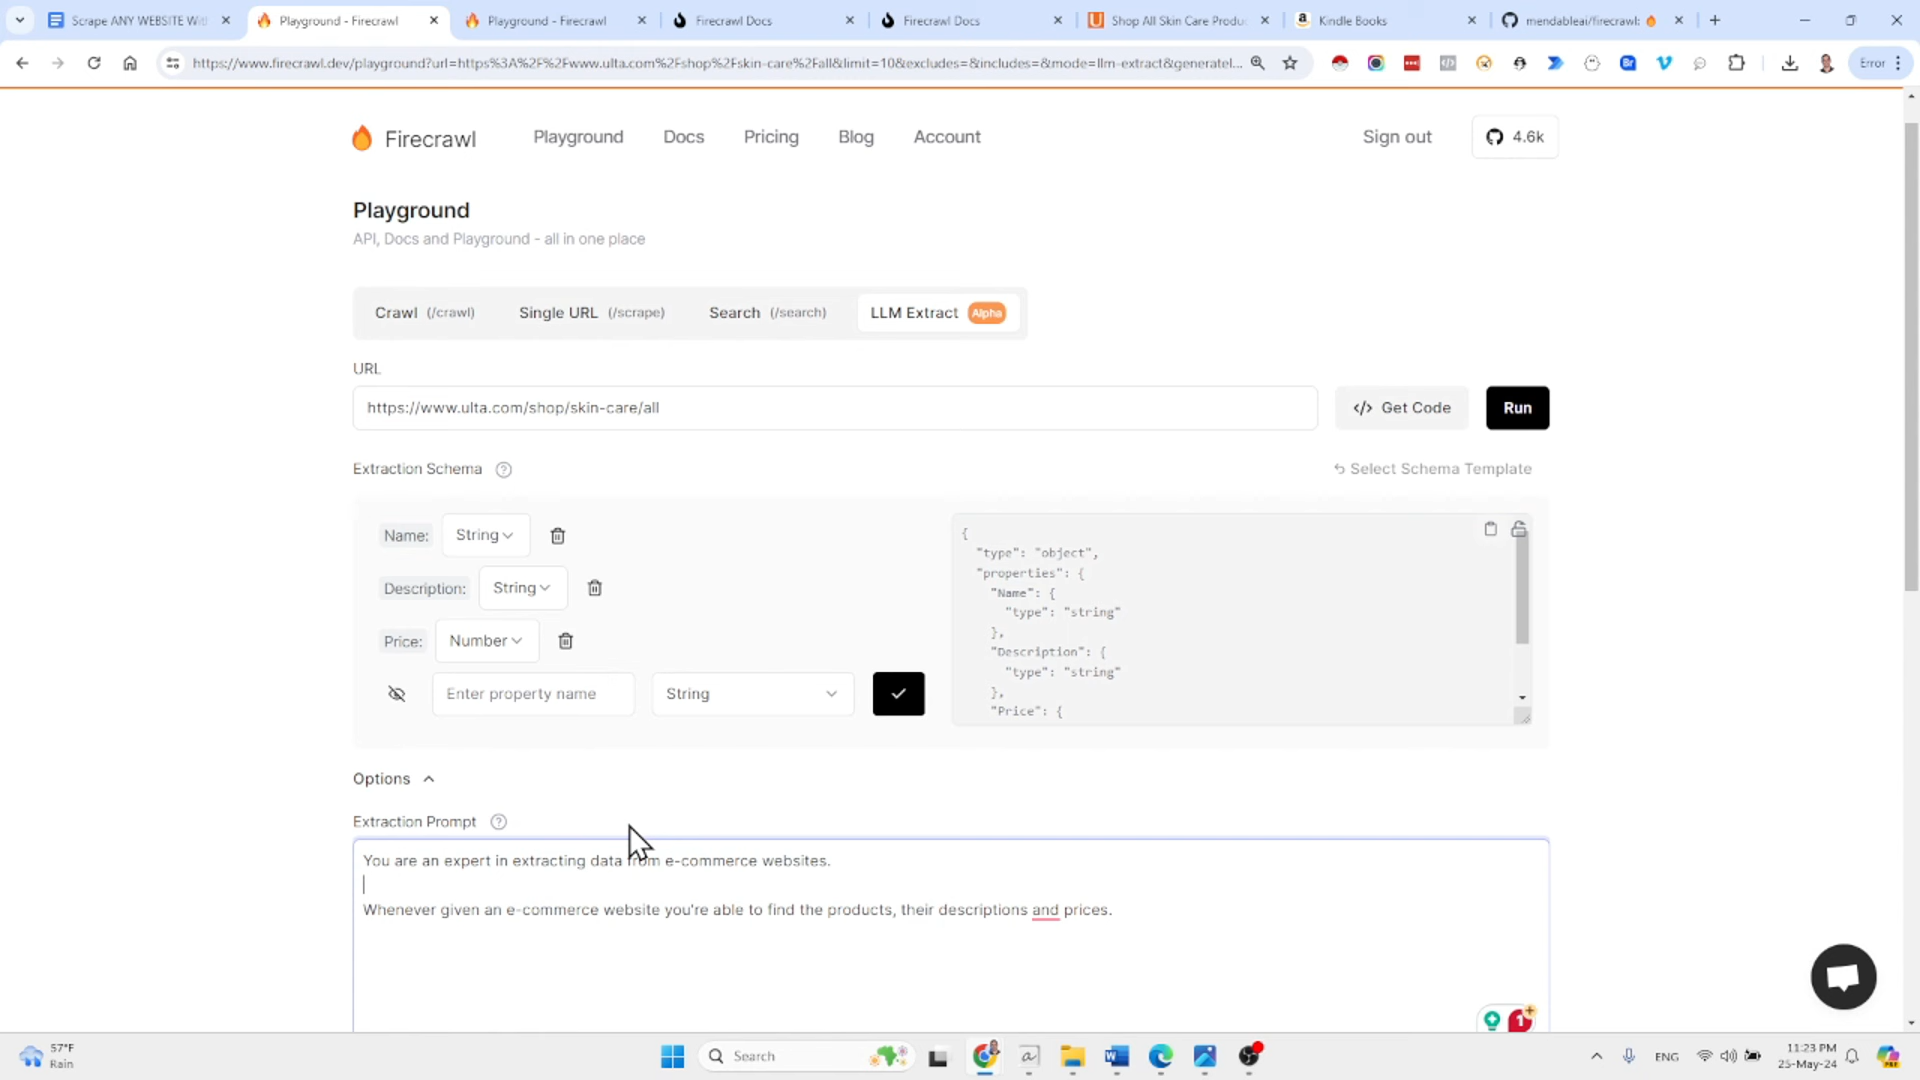 Scrape ANY WEBSITE Wit
Playground - Firecrawl
Playground - Firecrawl
Firecrawl Docs
Firecrawl Docs
Shop All Skin Care Produ
Kindle Books
mendableai/firecrawl:
https://www.firecrawl.dev/playground?url=https%3A%2F%2Fwww.ulta.com%2Fshop%2Fskin-care%2Fall&limit=10&excludes=&includes=&mode=llm-extract&generatel...
Error
Firecrawl
Playground
Docs
Pricing
Blog
Account
Sign out
4.6k
Playground
API, Docs and Playground - all in one place
Crawl (/crawl)
Single URL (/scrape)
Search (/search)
LLM Extract Alpha
URL
https://www.ulta.com/shop/skin-care/all
</> Get Code
Run
Extraction Schema
Select Schema Template
Name: String
Description: String
Price: Number
Enter property name
String
{
"type": "object",
"properties": {
"Name": {
"type": "string"
},
"Description": {
"type": "string"
},
"Price": {
Options
Extraction Prompt
You are an expert in extracting data from e-commerce websites.
Whenever given an e-commerce website you're able to find the products, their descriptions and prices.
1
57°F
Rain
Search
ENG
11:23 PM
25-May-24